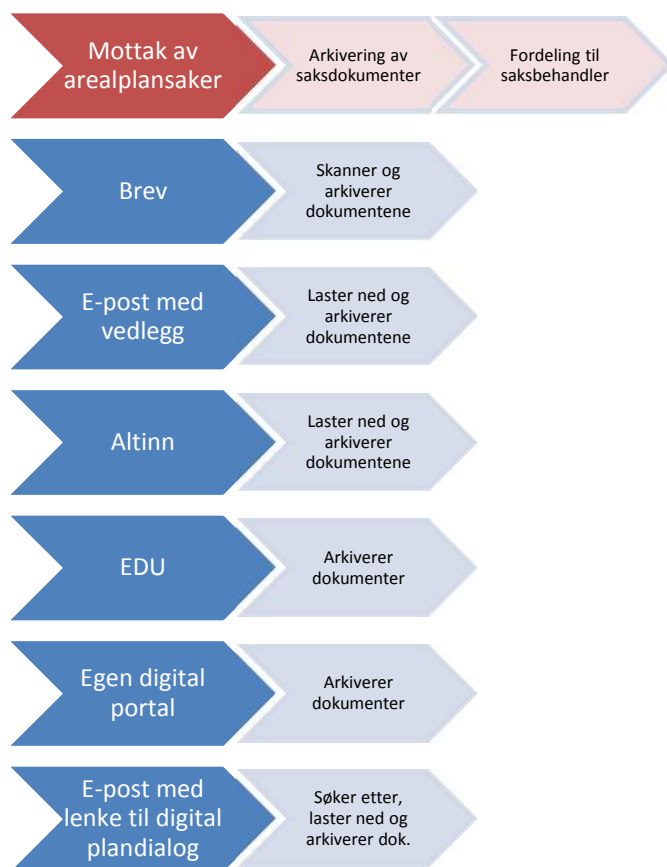 Mottak av
arealplansaker
Arkivering av
saksdokumenter
Fordeling til
saksbehandler
Brev
Skanner og
arkiverer
dokumentene
E-post med
vedlegg
Laster ned og
arkiverer
dokumentene
Altinn
Laster ned og
arkiverer
dokumentene
EDU
Arkiverer
dokumenter
Egen digital
portal
Arkiverer
dokumenter
E-post med
lenke til digital
plandialog
Søker etter,
laster ned og
arkiverer dok.